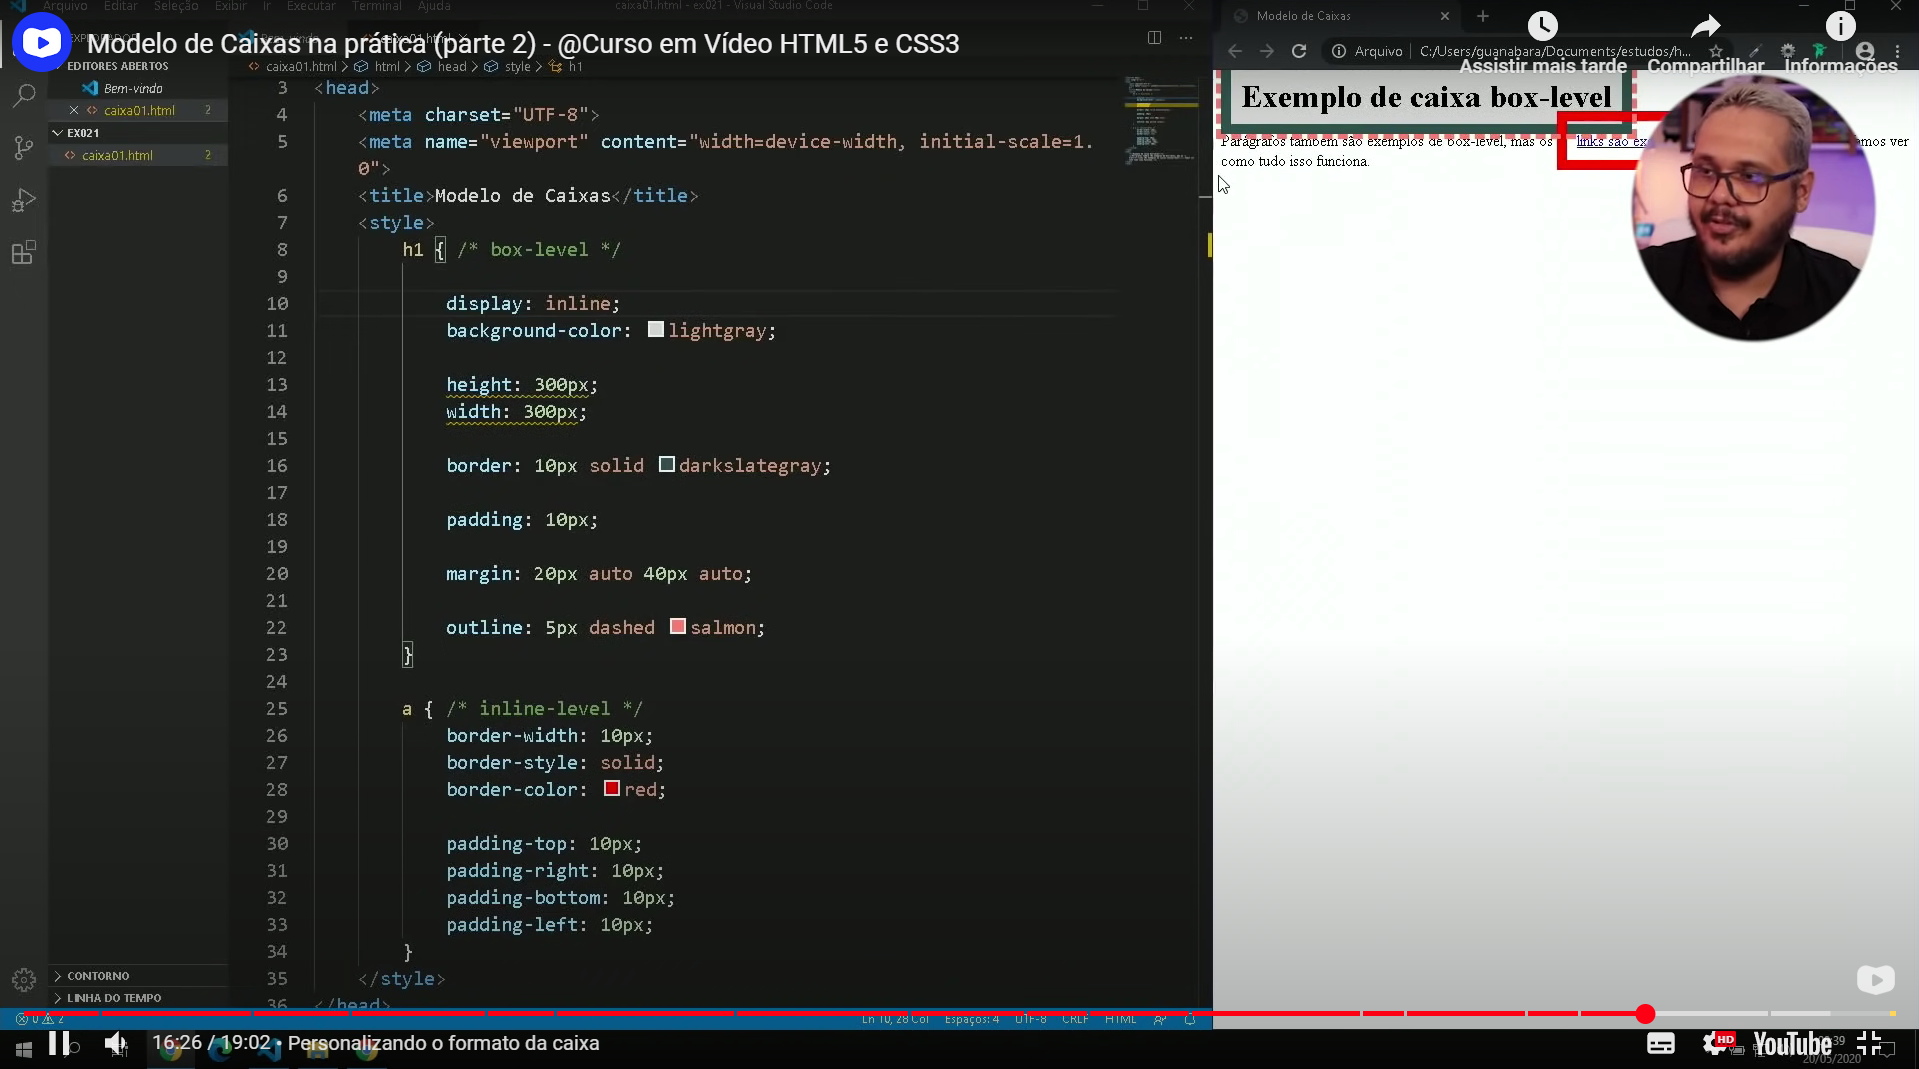 Arquivo Editar Seleção Exibir Ir Executar Terminal Ajuda
caixa01.html - ex021 - Visual Studio Code
Modelo de Caixas na prática (parte 2) - @Curso em Vídeo HTML5 e CSS3
EDITORES ABERTOS
Bem-vindo
caixa01.html 2
EX021
caixa01.html 2
CONTORNO
LINHA DO TEMPO
caixa01.html > html > head > style > h1
3 <head>
4 <meta charset="UTF-8">
5 <meta name="viewport" content="width=device-width, initial-scale=1.
0">
6 <title>Modelo de Caixas</title>
7 <style>
8 h1 { /* box-level */
9
10 display: inline;
11 background-color: lightgray;
12
13 height: 300px;
14 width: 300px;
15
16 border: 10px solid darkslategray;
17
18 padding: 10px;
19
20 margin: 20px auto 40px auto;
21
22 outline: 5px dashed salmon;
23 }
24
25 a { /* inline-level */
26 border-width: 10px;
27 border-style: solid;
28 border-color: red;
29
30 padding-top: 10px;
31 padding-right: 10px;
32 padding-bottom: 10px;
33 padding-left: 10px;
34 }
35 </style>
36 </head>
0 2
Ln 10, 28 Col Espaços: 4 UTF-8 CRLF HTML
Modelo de Caixas
Arquivo C:/Users/guanabara/Documents/estudos/h...
Assistir mais tarde Compartilhar Informações
Exemplo de caixa box-level
Parágrafos também são exemplos de box-level, mas os links são ex
emos ver
como tudo isso funciona.
16:26 / 19:02 • Personalizando o formato da caixa
HD
YouTube
20/05/2020